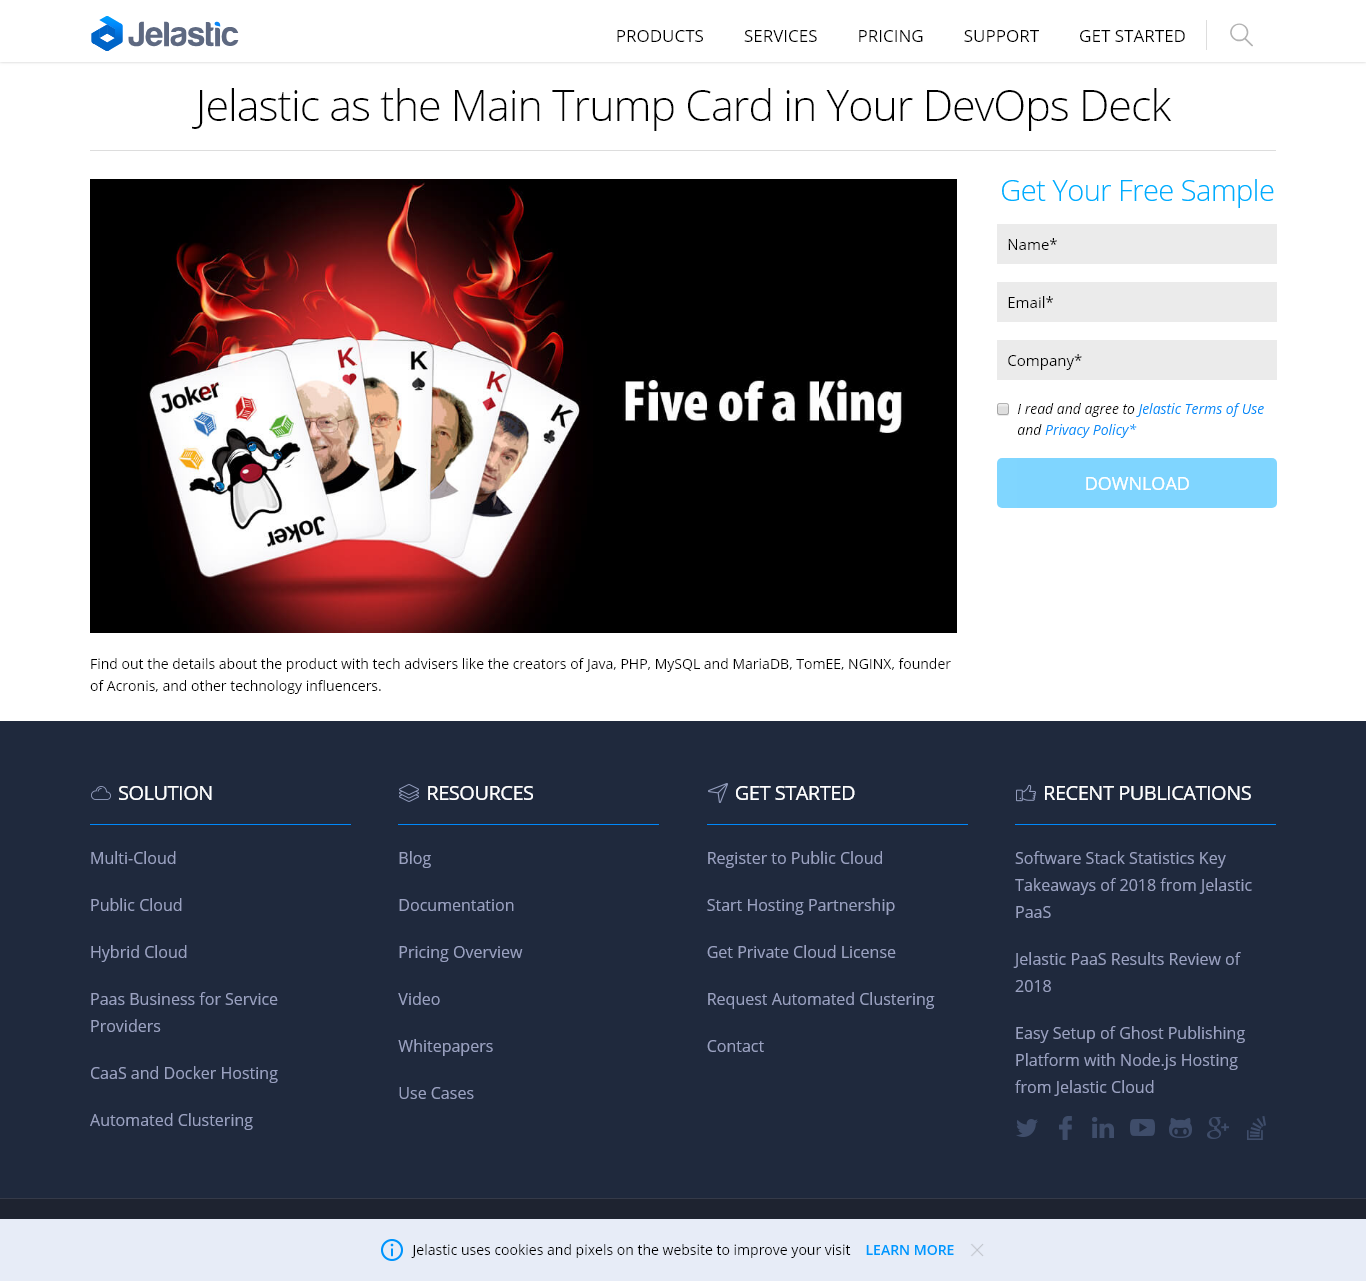 Jelastic
PRODUCTS
SERVICES
PRICING
SUPPORT
GET STARTED
Jelastic as the Main Trump Card in Your DevOps Deck
Joker
K
K
K
K
Joker
Five of a King
Find out the details about the product with tech advisers like the creators of Java, PHP, MySQL and MariaDB, TomEE, NGINX, founder
of Acronis, and other technology influencers.
Get Your Free Sample
Name*
Email*
Company*
I read and agree to Jelastic Terms of Use
and Privacy Policy*
DOWNLOAD
SOLUTION
Multi-Cloud
Public Cloud
Hybrid Cloud
Paas Business for Service
Providers
CaaS and Docker Hosting
Automated Clustering
RESOURCES
Blog
Documentation
Pricing Overview
Video
Whitepapers
Use Cases
GET STARTED
Register to Public Cloud
Start Hosting Partnership
Get Private Cloud License
Request Automated Clustering
Contact
RECENT PUBLICATIONS
Software Stack Statistics Key
Takeaways of 2018 from Jelastic
PaaS
Jelastic PaaS Results Review of
2018
Easy Setup of Ghost Publishing
Platform with Node.js Hosting
from Jelastic Cloud
Jelastic uses cookies and pixels on the website to improve your visit LEARN MORE